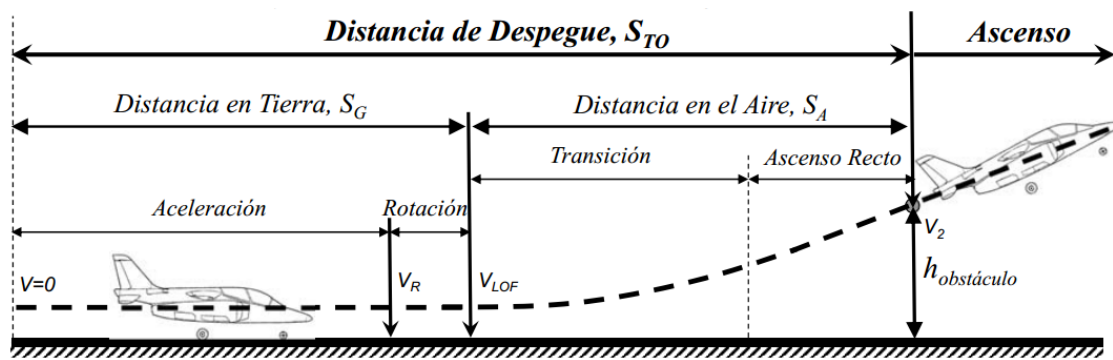 Distancia de Despegue, S_TO
Ascenso
Distancia en Tierra, S_G
Distancia en el Aire, S_A
Transición
Ascenso Recto
Aceleración
Rotación
V=0
V_R
V_LOF
V_2
h_obstáculo